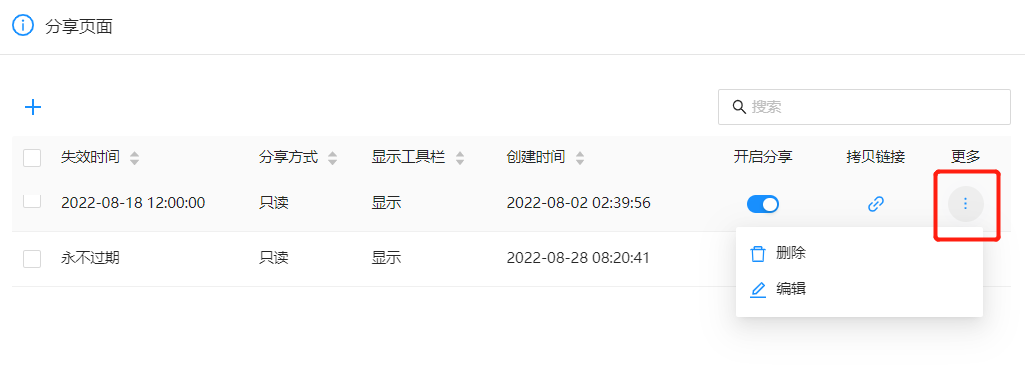 分享页面
搜索
失效时间 分享方式 显示工具栏 创建时间 开启分享 拷贝链接 更多
2022-08-18 12:00:00 只读 显示 2022-08-02 02:39:56
永不过期 只读 显示 2022-08-28 08:20:41
删除
编辑